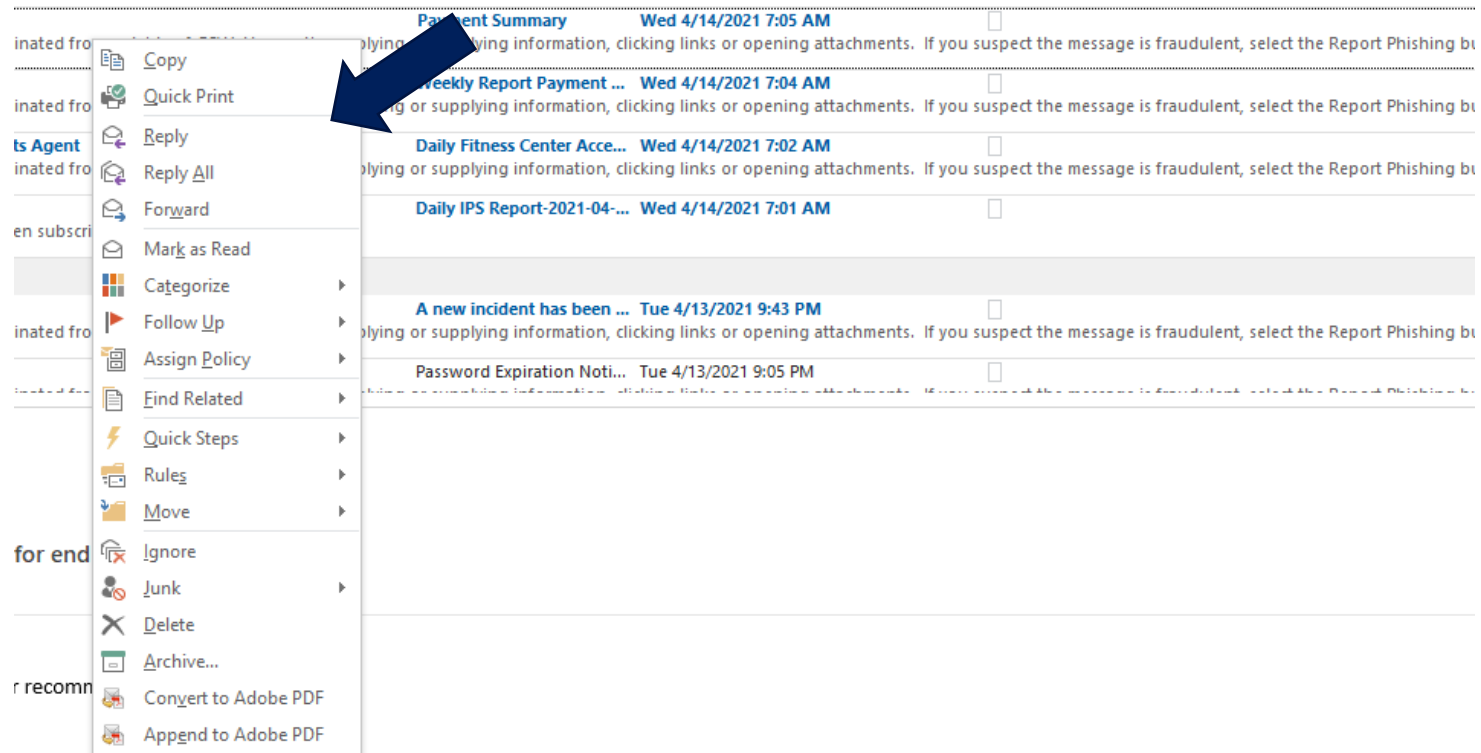 Payment Summary Wed 4/14/2021 7:05 AM
inated fro plying or supplying information, clicking links or opening attachments. If you suspect the message is fraudulent, select the Report Phishing bu
Weekly Report Payment ... Wed 4/14/2021 7:04 AM
inated fro or supplying information, clicking links or opening attachments. If you suspect the message is fraudulent, select the Report Phishing bu
ts Agent Daily Fitness Center Acce... Wed 4/14/2021 7:02 AM
inated fro plying or supplying information, clicking links or opening attachments. If you suspect the message is fraudulent, select the Report Phishing bu
Daily IPS Report-2021-04-... Wed 4/14/2021 7:01 AM
en subscri
A new incident has been ... Tue 4/13/2021 9:43 PM
inated fro plying or supplying information, clicking links or opening attachments. If you suspect the message is fraudulent, select the Report Phishing bu
Password Expiration Noti... Tue 4/13/2021 9:05 PM
for end
r recomm
Copy
Quick Print
Reply
Reply All
Forward
Mark as Read
Categorize
Follow Up
Assign Policy
Find Related
Quick Steps
Rules
Move
Ignore
Junk
Delete
Archive...
Convert to Adobe PDF
Append to Adobe PDF